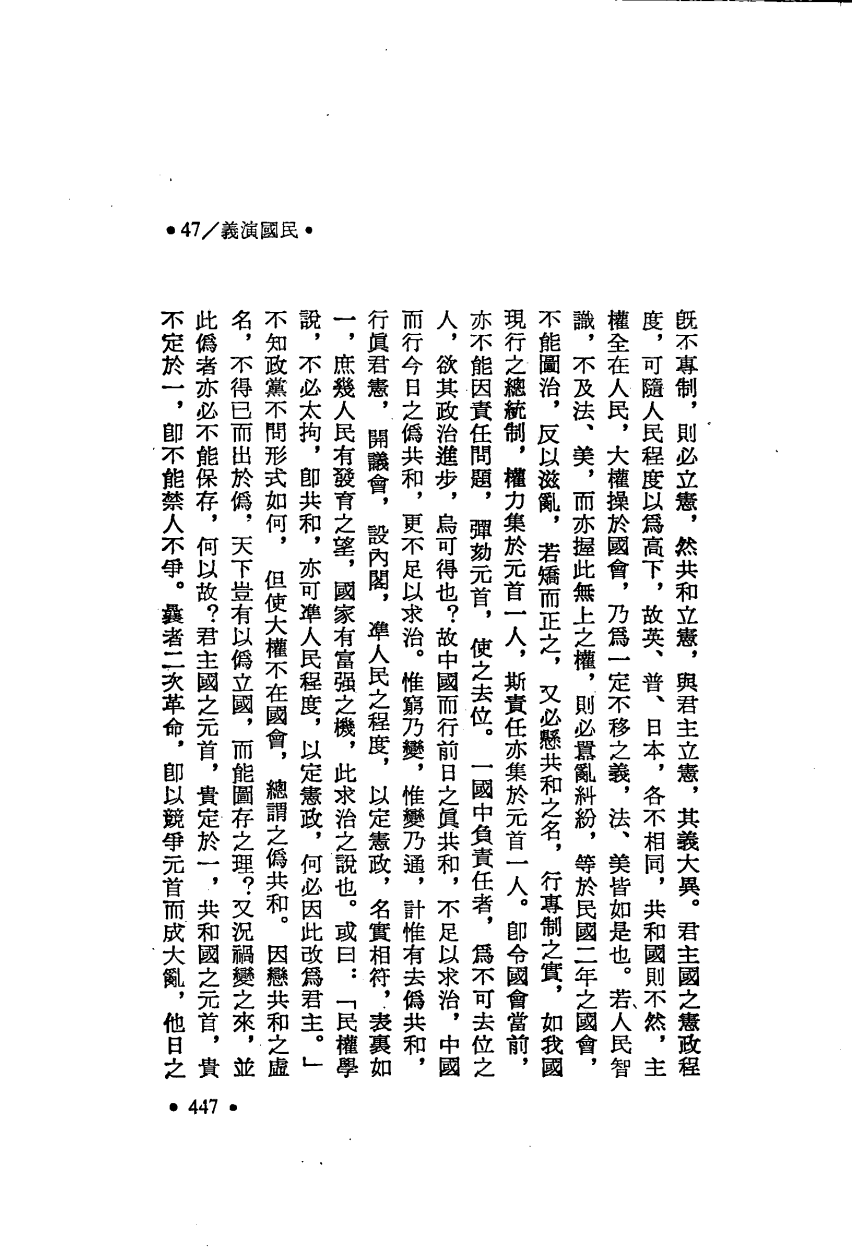 •47／義演國民•
既不專制，則必立憲，然共和立憲，與君主立憲，其義大異。君主國之憲政程
度，可隨人民程度以爲高下，故英、普、日本，各不相同，共和國則不然，主
權全在人民，大權操於國會，乃爲一定不移之義，法、美皆如是也。若人民智
識，不及法、美，而亦握此無上之權，則必囂亂糾紛，等於民國二年之國會，
不能圖治，反以滋亂，若矯而正之，又必懸共和之名，行專制之實，如我國
現行之總統制，權力集於元首一人，斯責任亦集於元首一人。卽令國會當前，
亦不能因責任問題，彈劾元首，使之去位。一國中負責任者，爲不可去位之
人，欲其政治進步，烏可得也？故中國而行前日之眞共和，不足以求治，中國
而行今日之僞共和，更不足以求治。惟窮乃變，惟變乃通，計惟有去僞共和，
行眞君憲，開議會，設內閣，準人民之程度，以定憲政，名實相符，表裏如
一，庶幾人民有發育之望，國家有富强之機，此求治之說也。或曰：「民權學
說，不必太拘，卽共和，亦可準人民程度，以定憲政，何必因此改爲君主。」
不知政黨不問形式如何，但使大權不在國會，總謂之僞共和。因戀共和之虛
名，不得已而出於僞，天下豈有以僞立國，而能圖存之理？又況禍變之來，並
此僞者亦必不能保存，何以故？君主國之元首，貴定於一，共和國之元首，貴
不定於一，卽不能禁人不爭。曩者二次革命，卽以競爭元首而成大亂，他日之
•447•